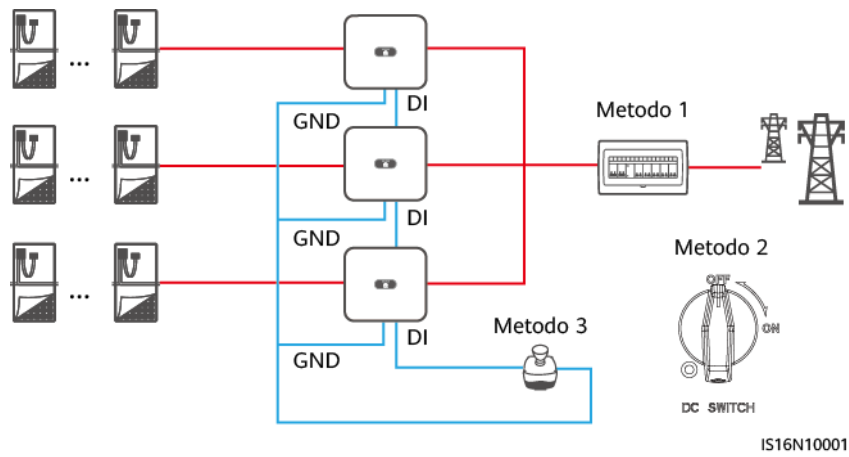 DI
GND
Metodo 1
DI
GND
Metodo 2
OFF
ON
DI
GND
Metodo 3
DC SWITCH
IS16N10001